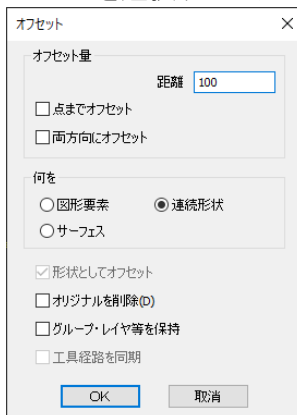 オフセット
オフセット量
距離 100
点までオフセット
両方向にオフセット
何を
図形要素 連続形状
サーフェス
形状としてオフセット
オリジナルを削除(D)
グループ・レイヤ等を保持
工具経路を同期
OK 取消